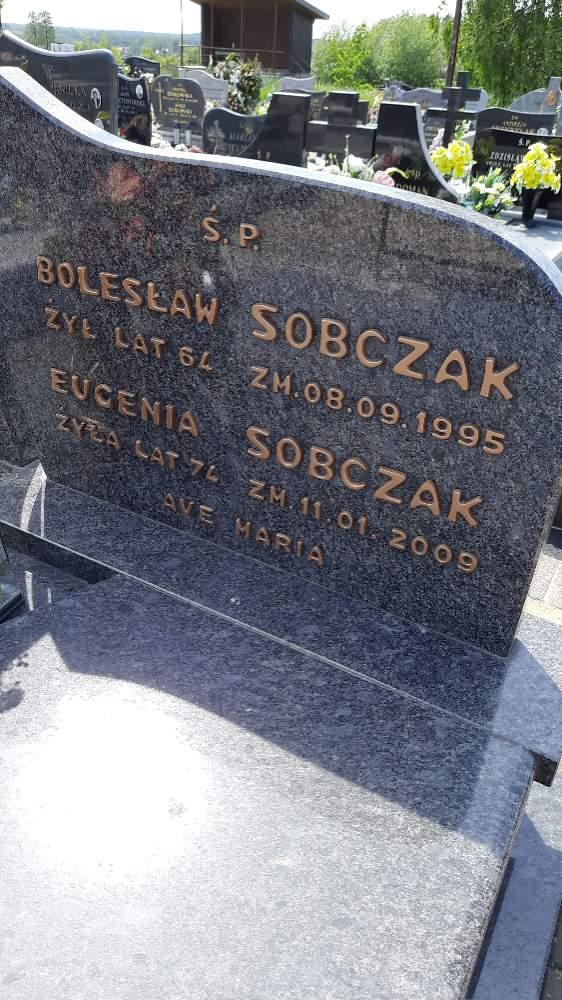 Ś.P.
BOLESŁAW SOBCZAK
ŻYŁ LAT 64 ZM.08.09.1995
EUGENIA SOBCZAK
ŻYŁA LAT 74 ZM.11.01.2009
AVE MARIA
Ś.P.
ZDZISŁAW